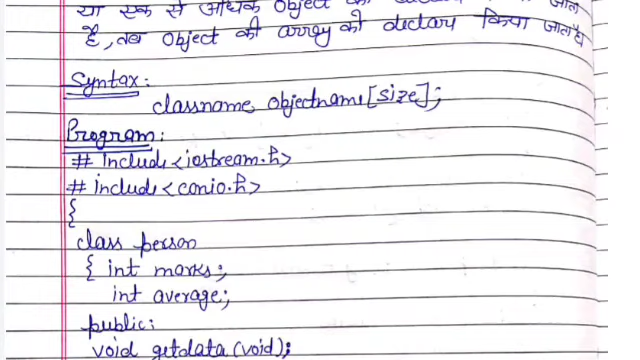 या एक से अधिक Object
है, तब Object की array को declary किया जाता है
Syntax:
classname objectname[size];
Program:
# Include <iostream.h>
# include <conio.h>
{
class person
{ int marks;
int average;
public:
void getdata (void);